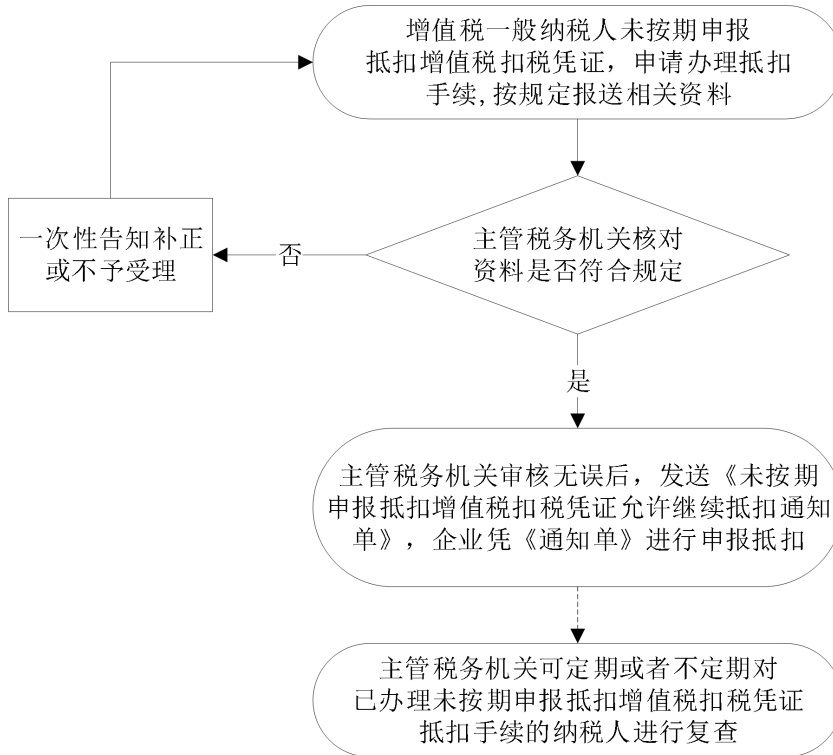 增值税一般纳税人未按期申报
抵扣增值税扣税凭证，申请办理抵扣
手续,按规定报送相关资料
主管税务机关核对
资料是否符合规定
否
一次性告知补正
或不予受理
是
主管税务机关审核无误后，发送《未按期
申报抵扣增值税扣税凭证允许继续抵扣通知
单》，企业凭《通知单》进行申报抵扣
主管税务机关可定期或者不定期对
已办理未按期申报抵扣增值税扣税凭证
抵扣手续的纳税人进行复查